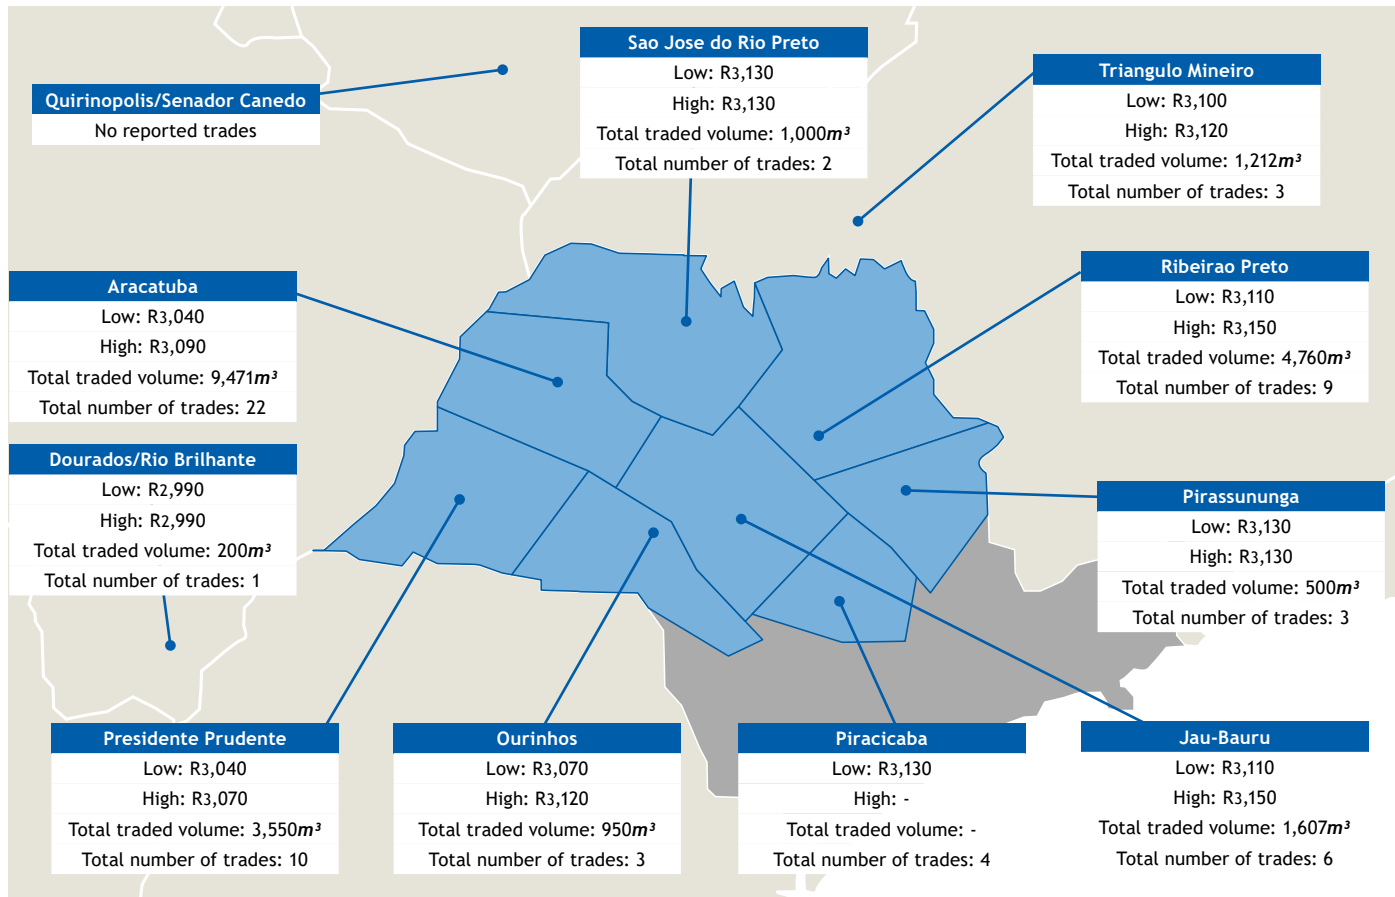 Sao Jose do Rio Preto
Low: R3,130
High: R3,130
Total traded volume: 1,000m³
Total number of trades: 2
Triangulo Mineiro
Low: R3,100
High: R3,120
Total traded volume: 1,212m³
Total number of trades: 3
Quirinopolis/Senador Canedo
No reported trades
Ribeirao Preto
Low: R3,110
High: R3,150
Total traded volume: 4,760m³
Total number of trades: 9
Aracatuba
Low: R3,040
High: R3,090
Total traded volume: 9,471m³
Total number of trades: 22
Dourados/Rio Brilhante
Low: R2,990
High: R2,990
Total traded volume: 200m³
Total number of trades: 1
Pirassununga
Low: R3,130
High: R3,130
Total traded volume: 500m³
Total number of trades: 3
Presidente Prudente
Low: R3,040
High: R3,070
Total traded volume: 3,550m³
Total number of trades: 10
Ourinhos
Low: R3,070
High: R3,120
Total traded volume: 950m³
Total number of trades: 3
Piracicaba
Low: R3,130
High: -
Total traded volume: -
Total number of trades: 4
Jau-Bauru
Low: R3,110
High: R3,150
Total traded volume: 1,607m³
Total number of trades: 6